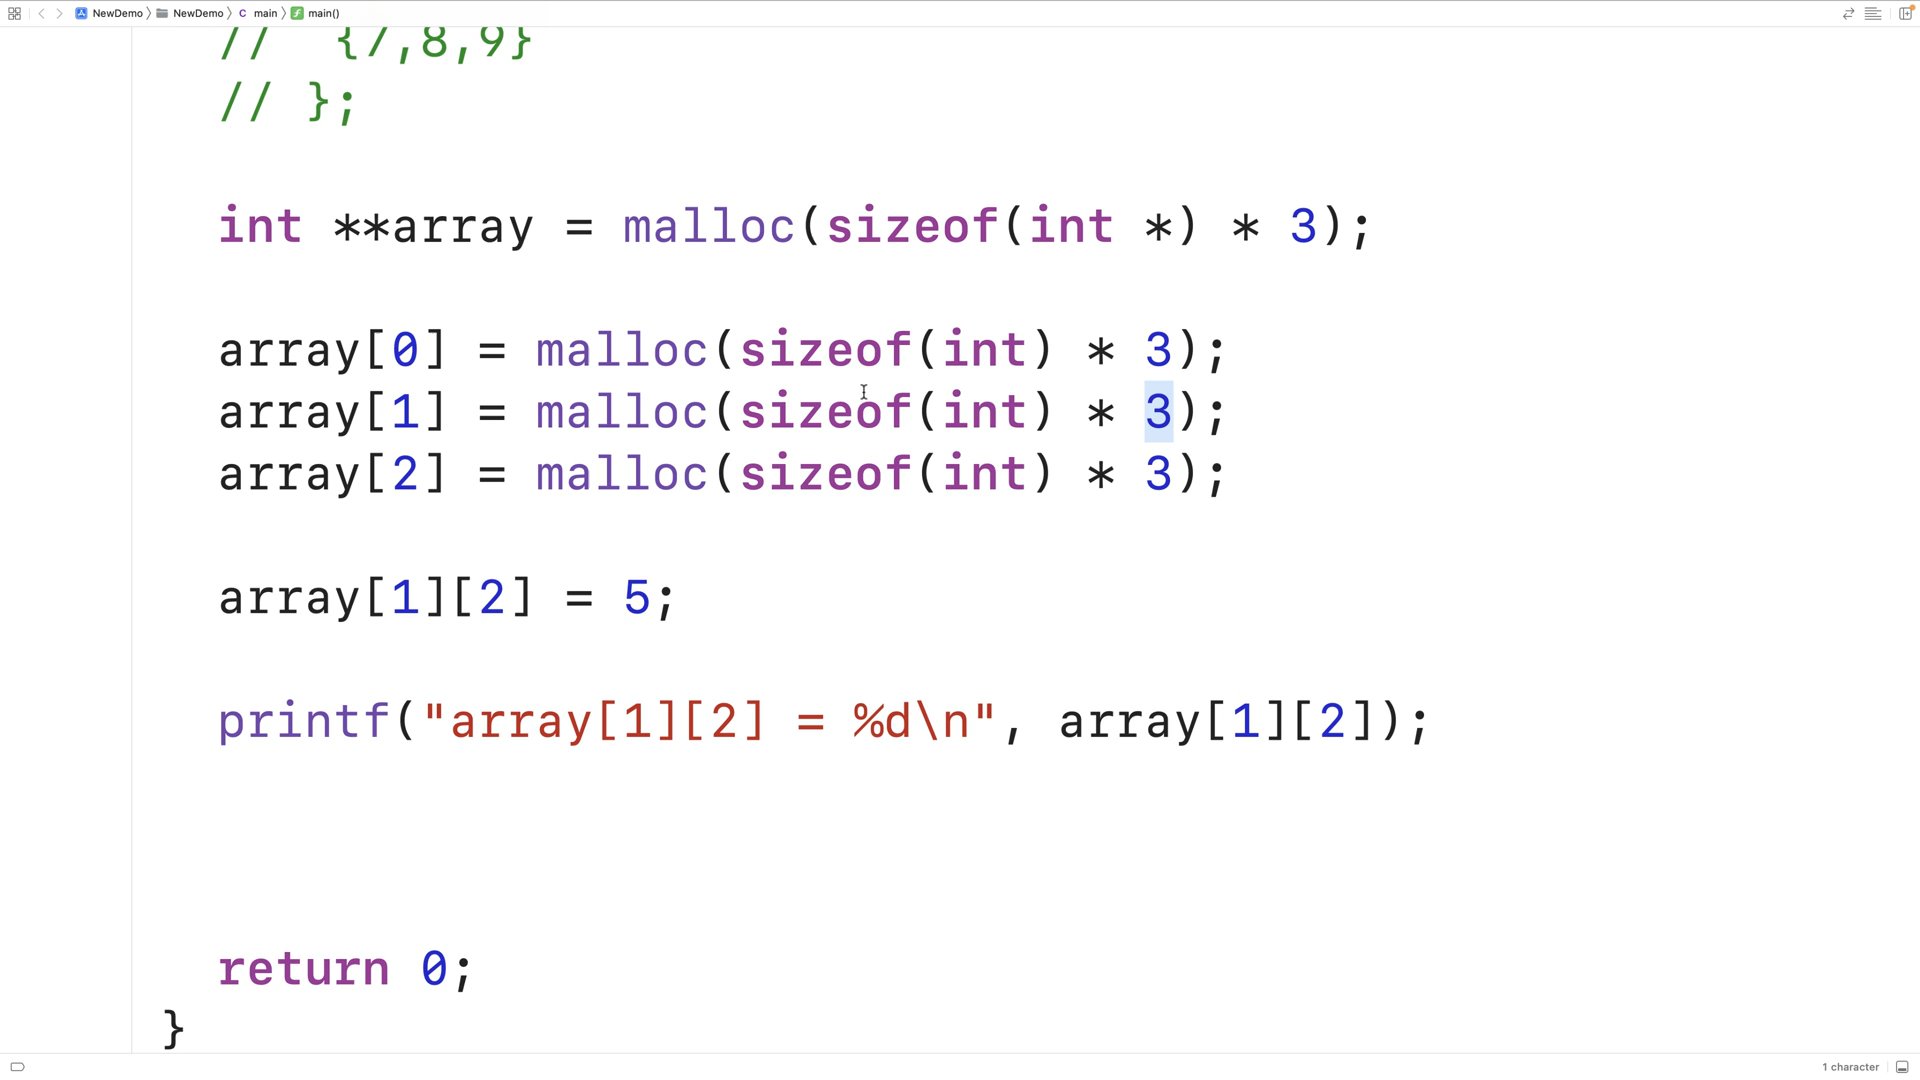 NewDemo NewDemo C main f main()
// {7,8,9}
// };
int **array = malloc(sizeof(int *) * 3);
array[0] = malloc(sizeof(int) * 3);
array[1] = malloc(sizeof(int) * 3);
array[2] = malloc(sizeof(int) * 3);
array[1][2] = 5;
printf("array[1][2] = %d\n", array[1][2]);
return 0;
}
1 character